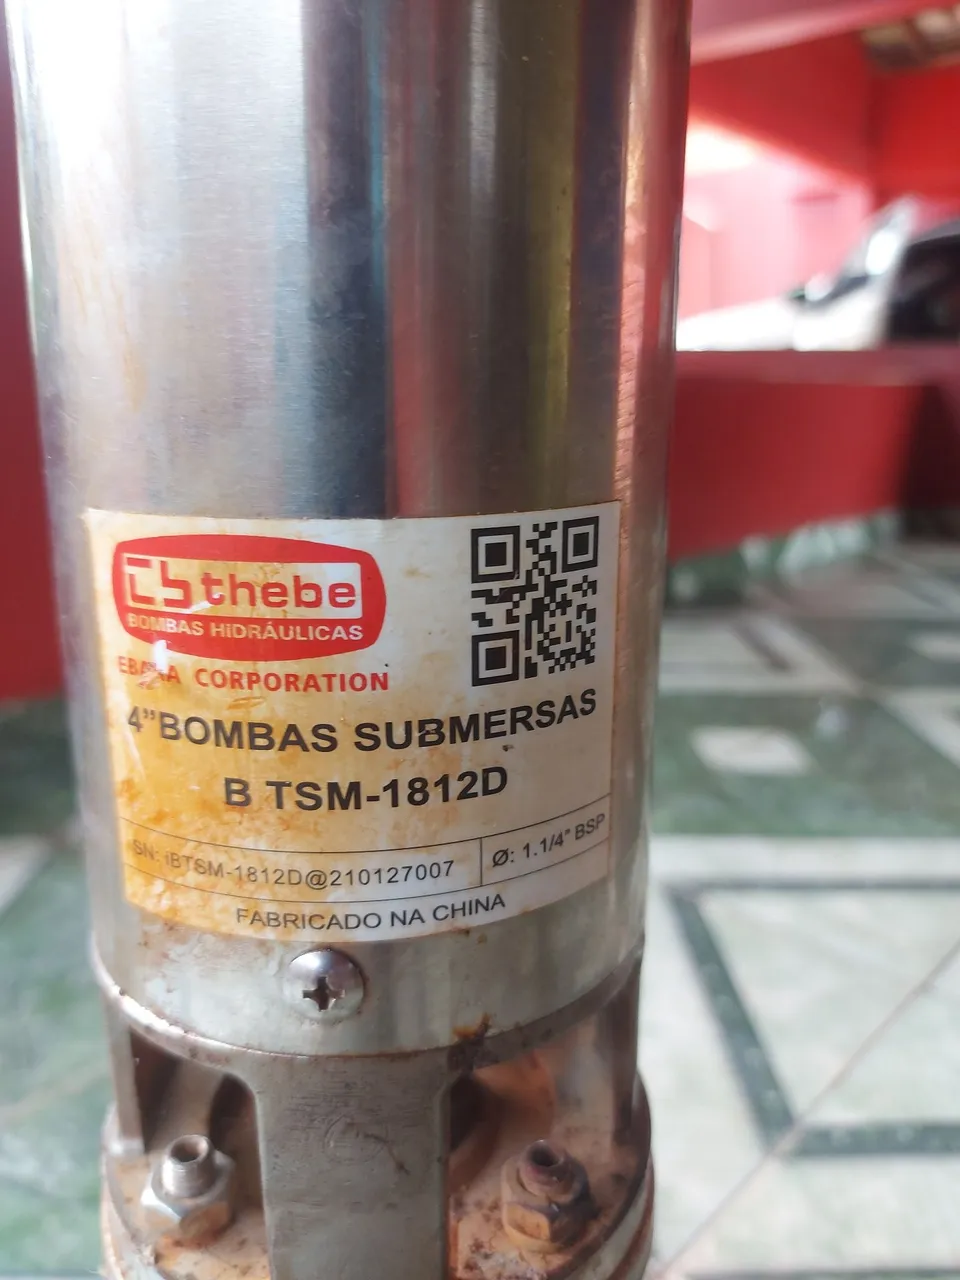 thebe
BOMBAS HIDRÁULICAS
EBARA CORPORATION
4”BOMBAS SUBMERSAS
B TSM-1812D
SN: iBTSM-1812D@210127007
Ø: 1.1/4" BSP
FABRICADO NA CHINA